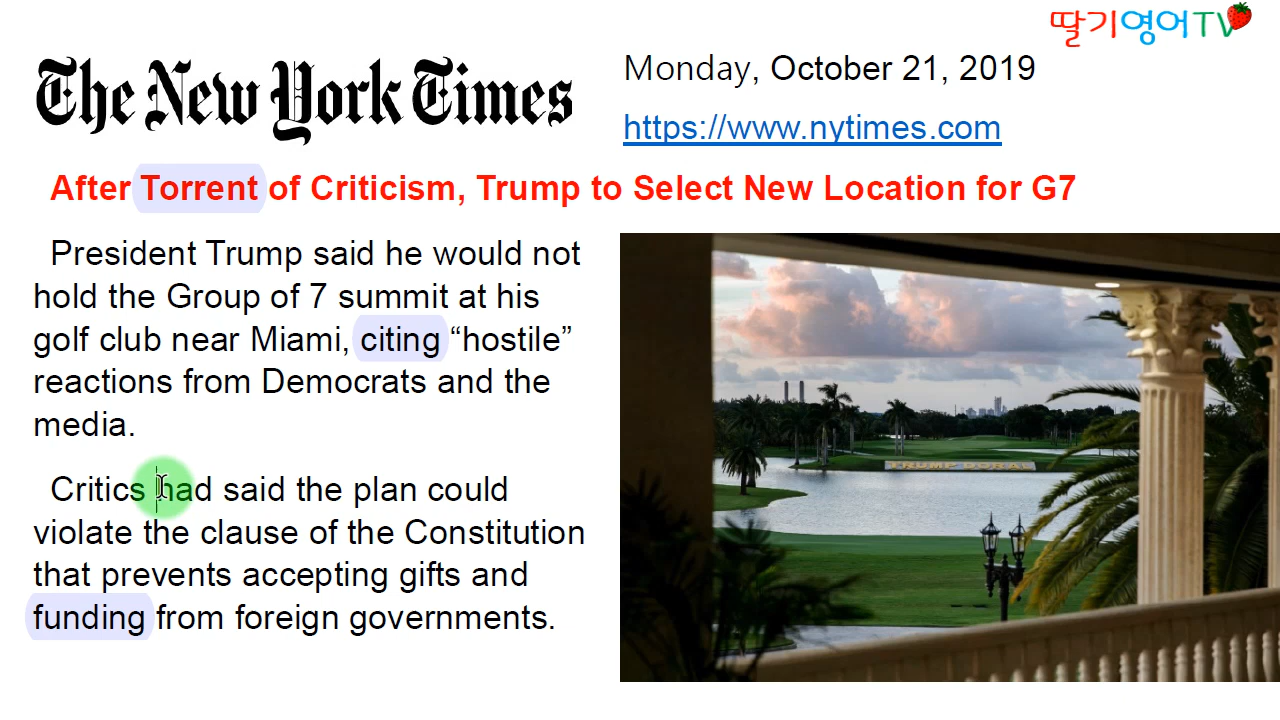 딸기영어TV
The New York Times
Monday, October 21, 2019
https://www.nytimes.com
After Torrent of Criticism, Trump to Select New Location for G7
President Trump said he would not
hold the Group of 7 summit at his
golf club near Miami, citing “hostile”
reactions from Democrats and the
media.
Critics had said the plan could
violate the clause of the Constitution
that prevents accepting gifts and
funding from foreign governments.
TRUMP DORAL